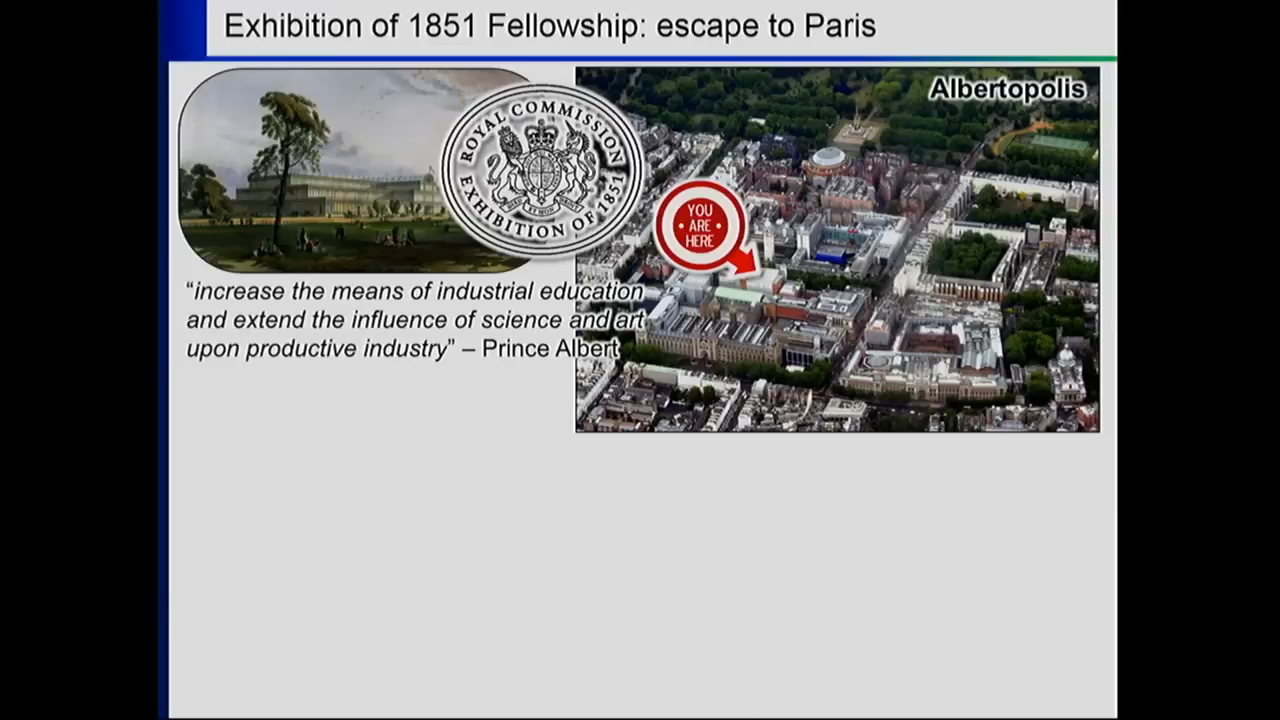 Exhibition of 1851 Fellowship: escape to Paris
Albertopolis
ROYAL COMMISSION
EXHIBITION OF 1851
YOU
ARE
HERE
“increase the means of industrial education
and extend the influence of science and art
upon productive industry” – Prince Albert